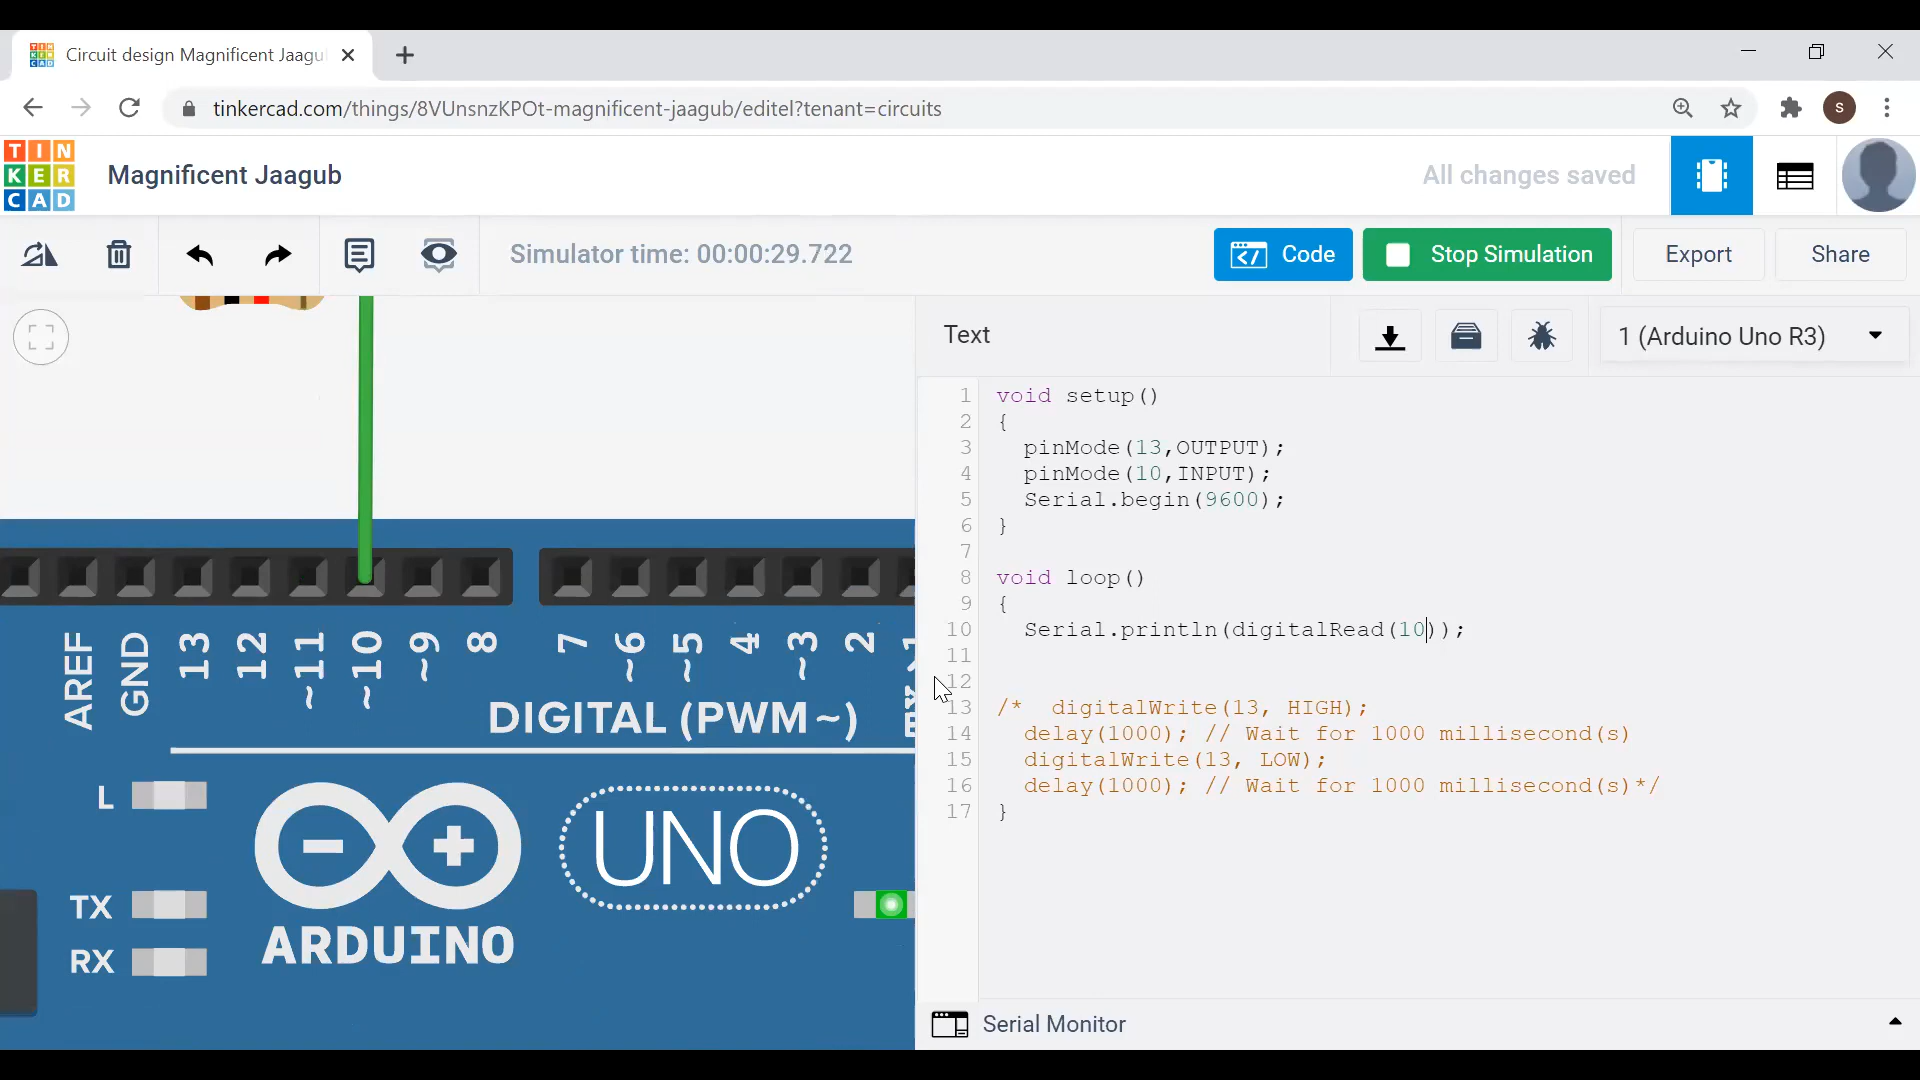 Circuit design Magnificent Jaagu
tinkercad.com/things/8VUnsnzKPOt-magnificent-jaagub/editel?tenant=circuits
S
TIN
KER
CAD
Magnificent Jaagub
All changes saved
Simulator time: 00:00:29.722
Code
Stop Simulation
Export
Share
Text
1 (Arduino Uno R3)
1 void setup()
2 {
3 pinMode(13,OUTPUT);
4 pinMode(10,INPUT);
5 Serial.begin(9600);
6 }
7
8 void loop()
9 {
10 Serial.println(digitalRead(10));
11
12
13 /* digitalWrite(13, HIGH);
14 delay(1000); // Wait for 1000 millisecond(s)
15 digitalWrite(13, LOW);
16 delay(1000); // Wait for 1000 millisecond(s)*/
17 }
AREF GND 13 12 ~11 ~10 ~9 8 7 ~6 ~5 4 ~3 2
DIGITAL (PWM~)
L
UNO
TX
ARDUINO
RX
Serial Monitor